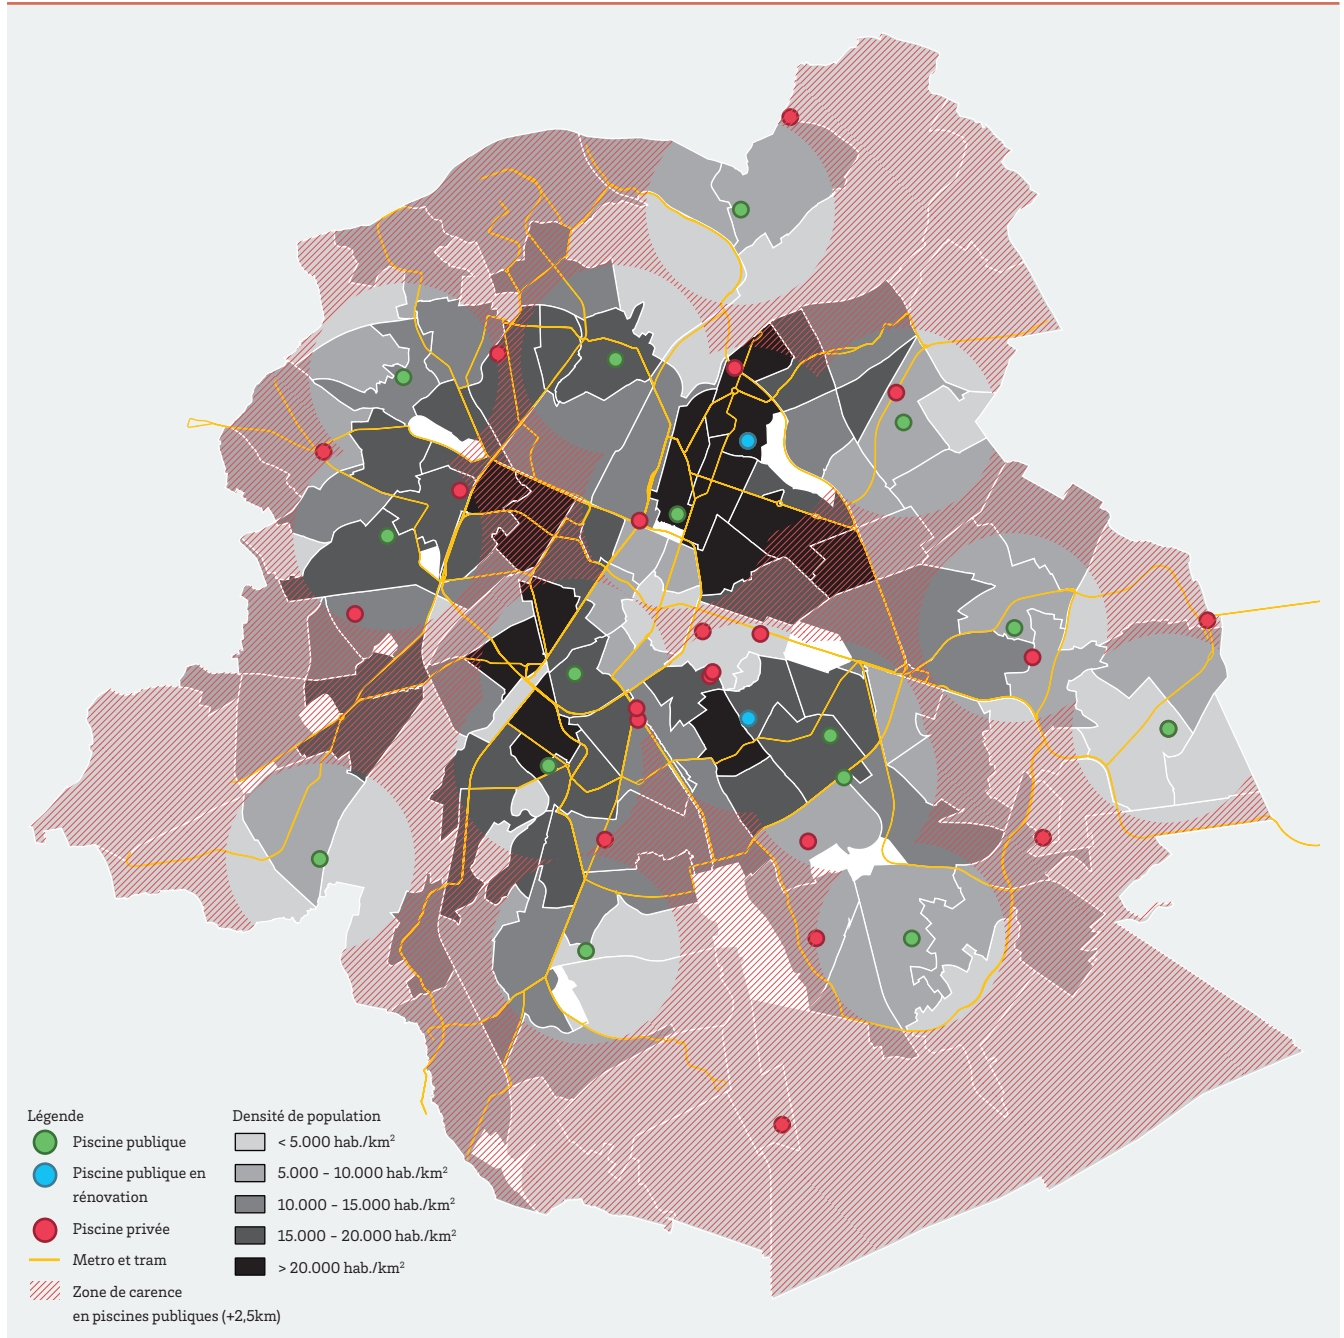 Légende
Piscine publique
Piscine publique en
rénovation
Piscine privée
Metro et tram
Zone de carence
en piscines publiques (+2,5km)
Densité de population
< 5.000 hab./km²
5.000 – 10.000 hab./km²
10.000 – 15.000 hab./km²
15.000 – 20.000 hab./km²
> 20.000 hab./km²